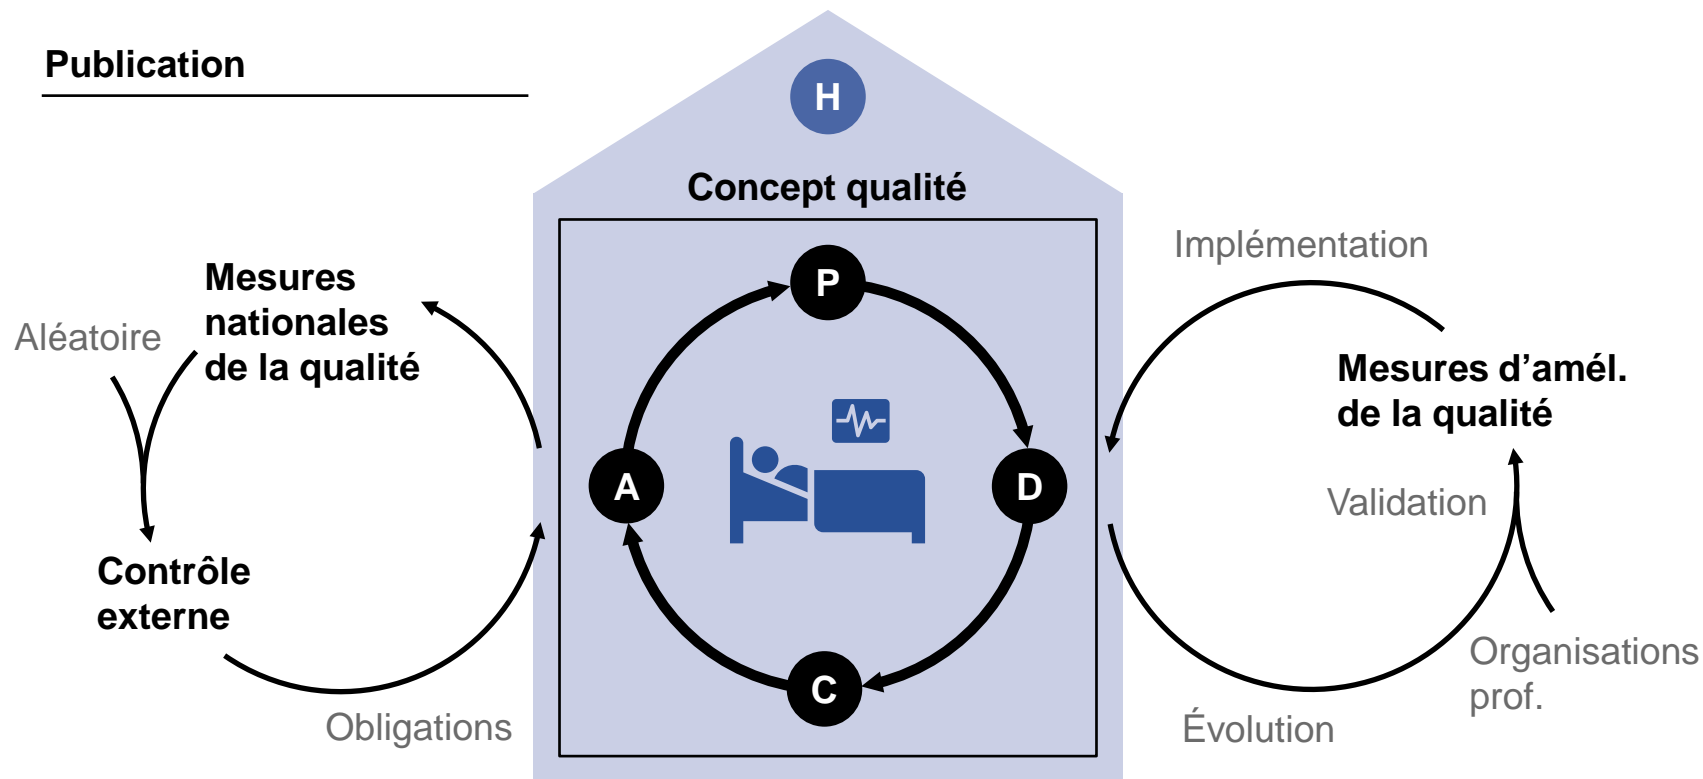 Publication
H
Concept qualité
Mesures
nationales
de la qualité
Aléatoire
Contrôle
externe
Obligations
P
A
D
C
Implémentation
Mesures d’amél.
de la qualité
Validation
Organisations
prof.
Évolution